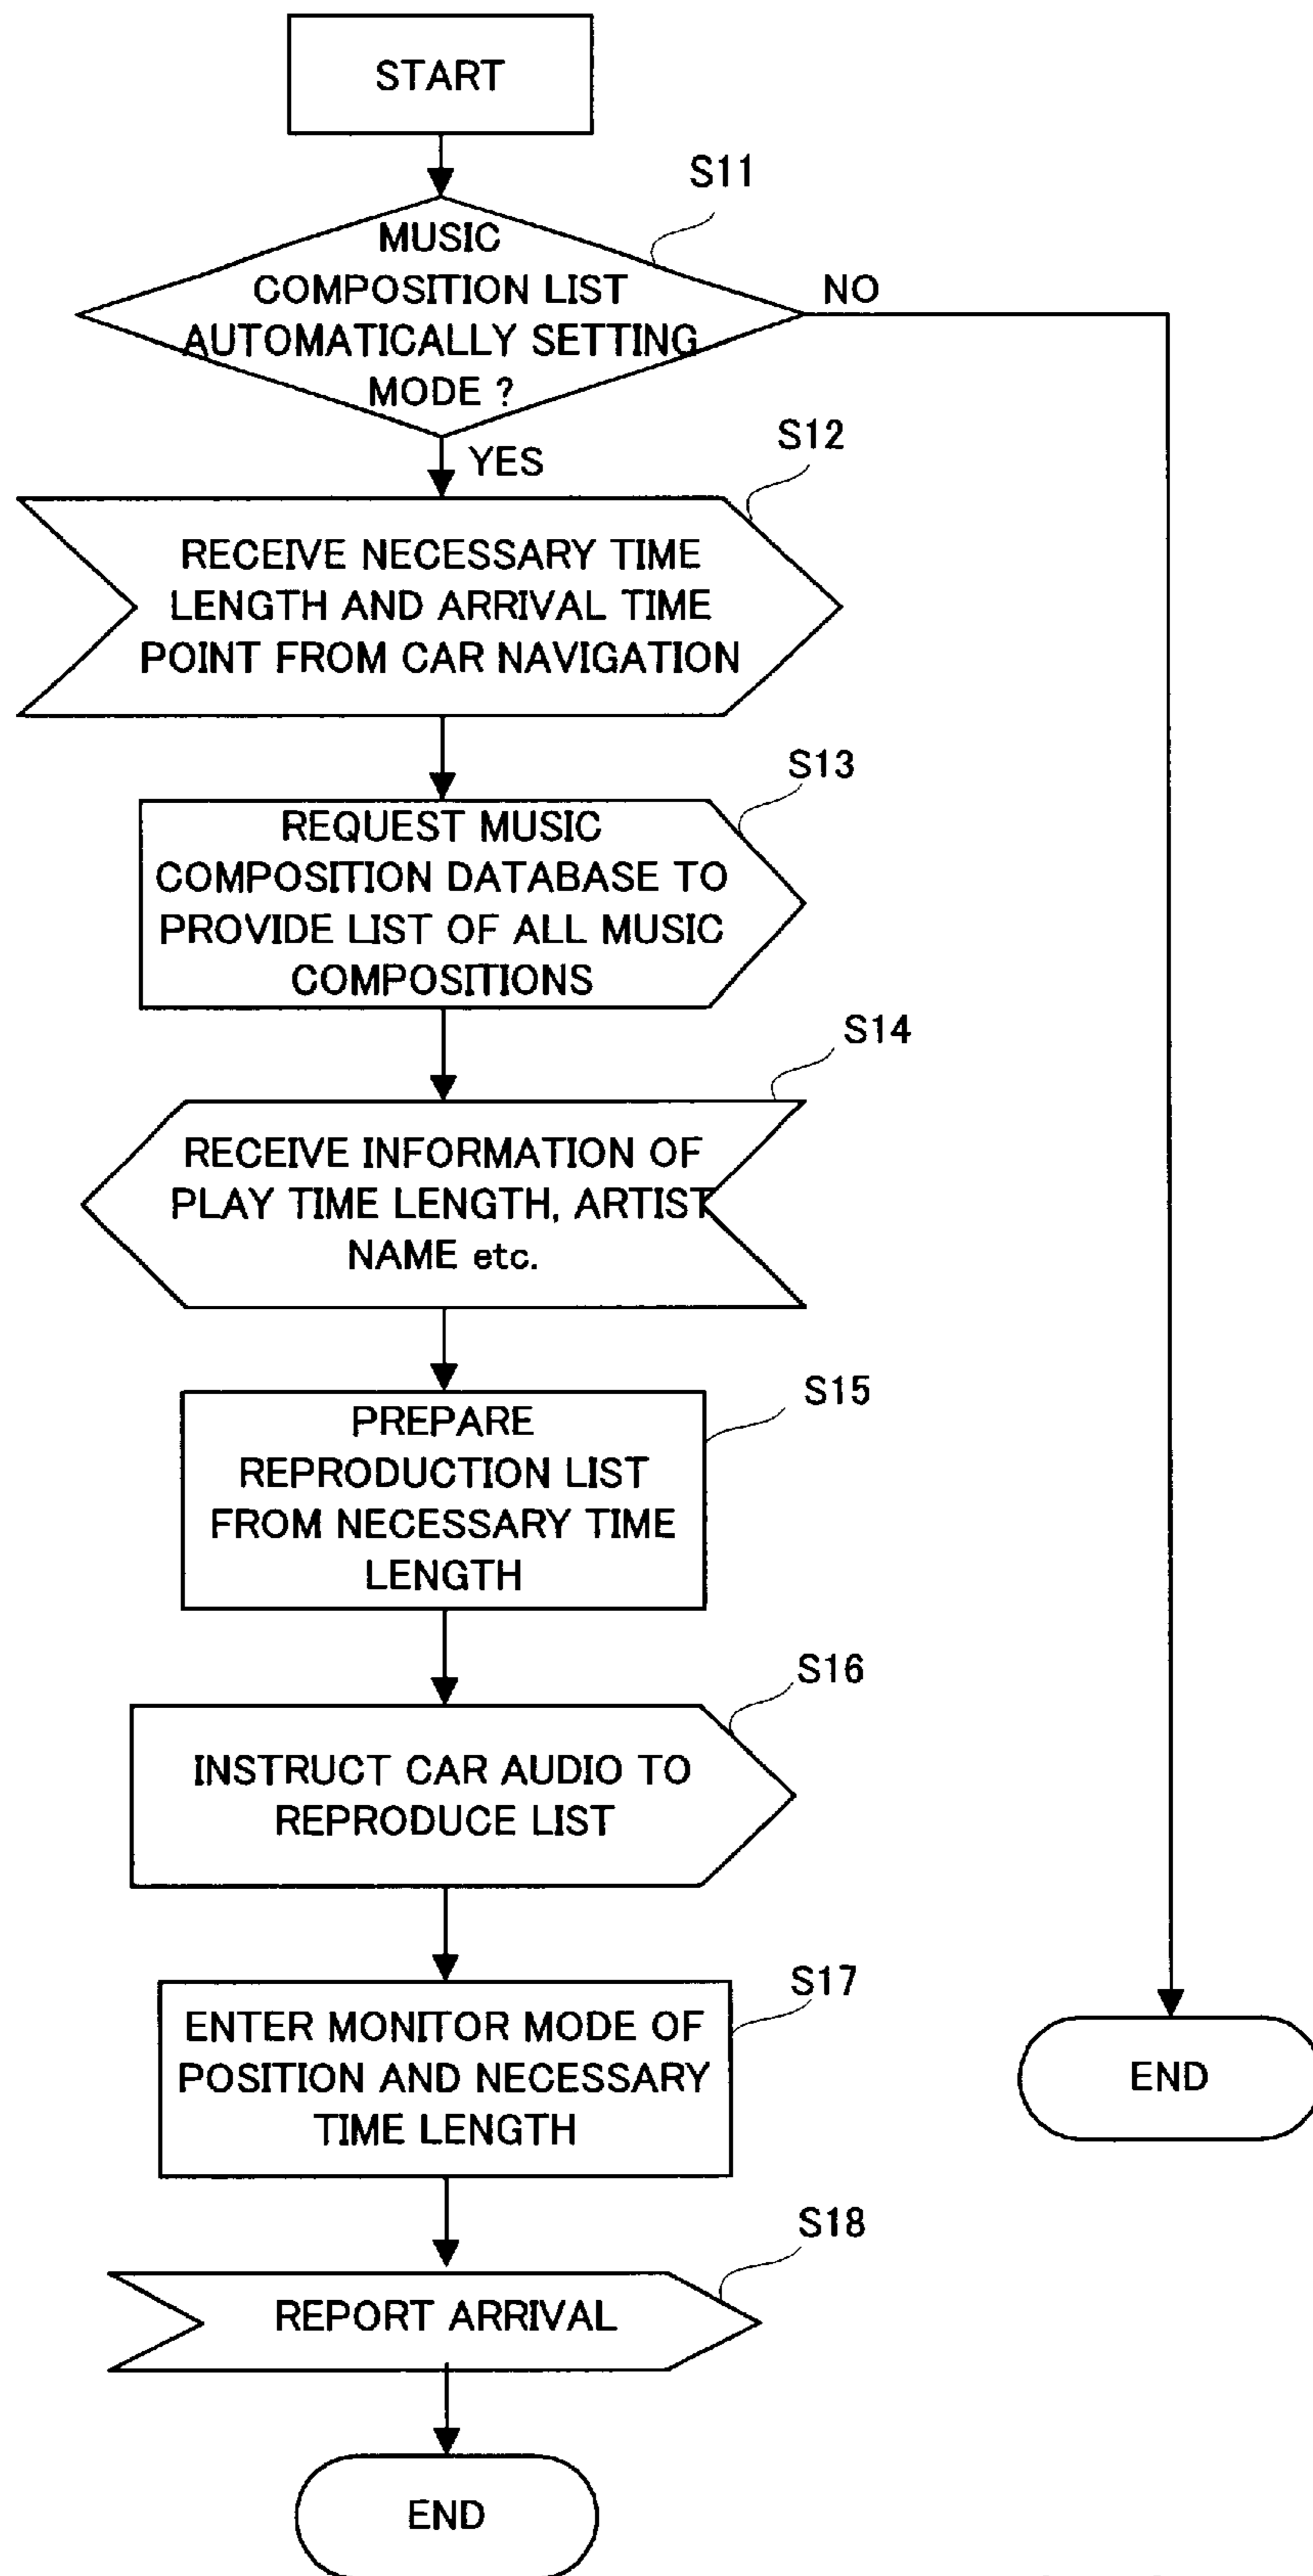 START
S11
MUSIC
COMPOSITION LIST
AUTOMATICALLY SETTING
MODE ?
NO
YES
S12
RECEIVE NECESSARY TIME
LENGTH AND ARRIVAL TIME
POINT FROM CAR NAVIGATION
S13
REQUEST MUSIC
COMPOSITION DATABASE TO
PROVIDE LIST OF ALL MUSIC
COMPOSITIONS
S14
RECEIVE INFORMATION OF
PLAY TIME LENGTH, ARTIST
NAME etc.
S15
PREPARE
REPRODUCTION LIST
FROM NECESSARY TIME
LENGTH
S16
INSTRUCT CAR AUDIO TO
REPRODUCE LIST
S17
ENTER MONITOR MODE OF
POSITION AND NECESSARY
TIME LENGTH
END
S18
REPORT ARRIVAL
END